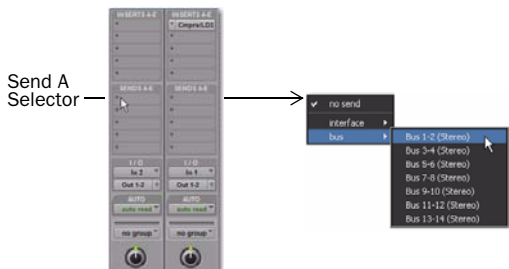 INSERTS A-E
INSERTS A-E
Cmprs/LDS
Send A
Selector
SENDS A-E
SENDS A-E
no send
interface
bus
Bus 1-2 (Stereo)
Bus 3-4 (Stereo)
Bus 5-6 (Stereo)
Bus 7-8 (Stereo)
Bus 9-10 (Stereo)
Bus 11-12 (Stereo)
Bus 13-14 (Stereo)
I / O
I / O
In 2
In 1
Out 1-2
Out 1-2
AUTO
AUTO
auto read
auto read
no group
no group